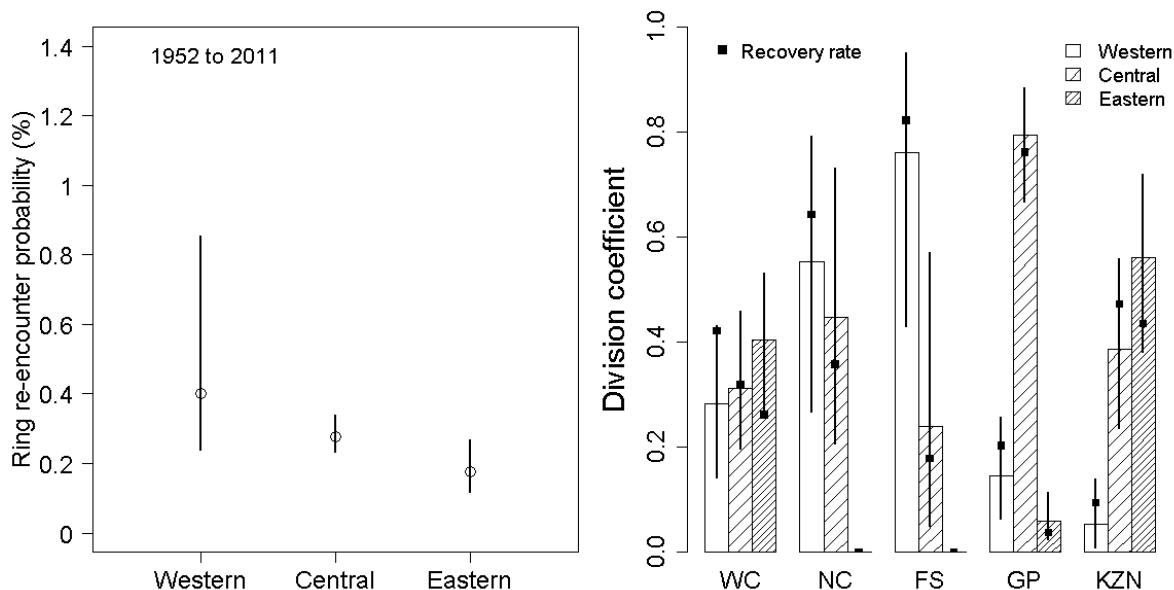 Ring re-encounter probability (%)
1.4
1.2
1
0.8
0.6
0.4
0.2
0
1952 to 2011
Western Central Eastern
Division coefficient
1.0
0.8
0.6
0.4
0.2
0.0
Recovery rate
Western
Central
Eastern
WC NC FS GP KZN